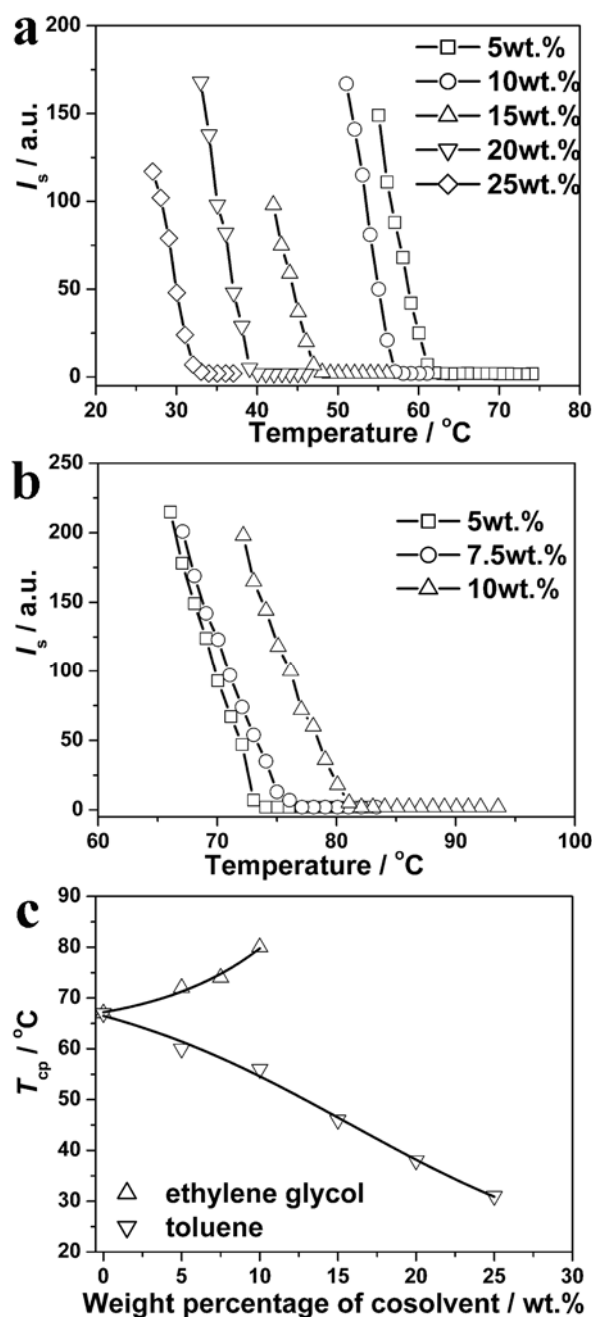 a
200
150
100
50
0
I_s / a.u.
5wt.%
10wt.%
15wt.%
20wt.%
25wt.%
20 30 40 50 60 70 80
Temperature / °C
b
250
200
150
100
50
0
I_s / a.u.
5wt.%
7.5wt.%
10wt.%
60 70 80 90 100
Temperature / °C
c
90
80
70
60
50
40
30
20
T_cp / °C
ethylene glycol
toluene
0 5 10 15 20 25 30
Weight percentage of cosolvent / wt.%